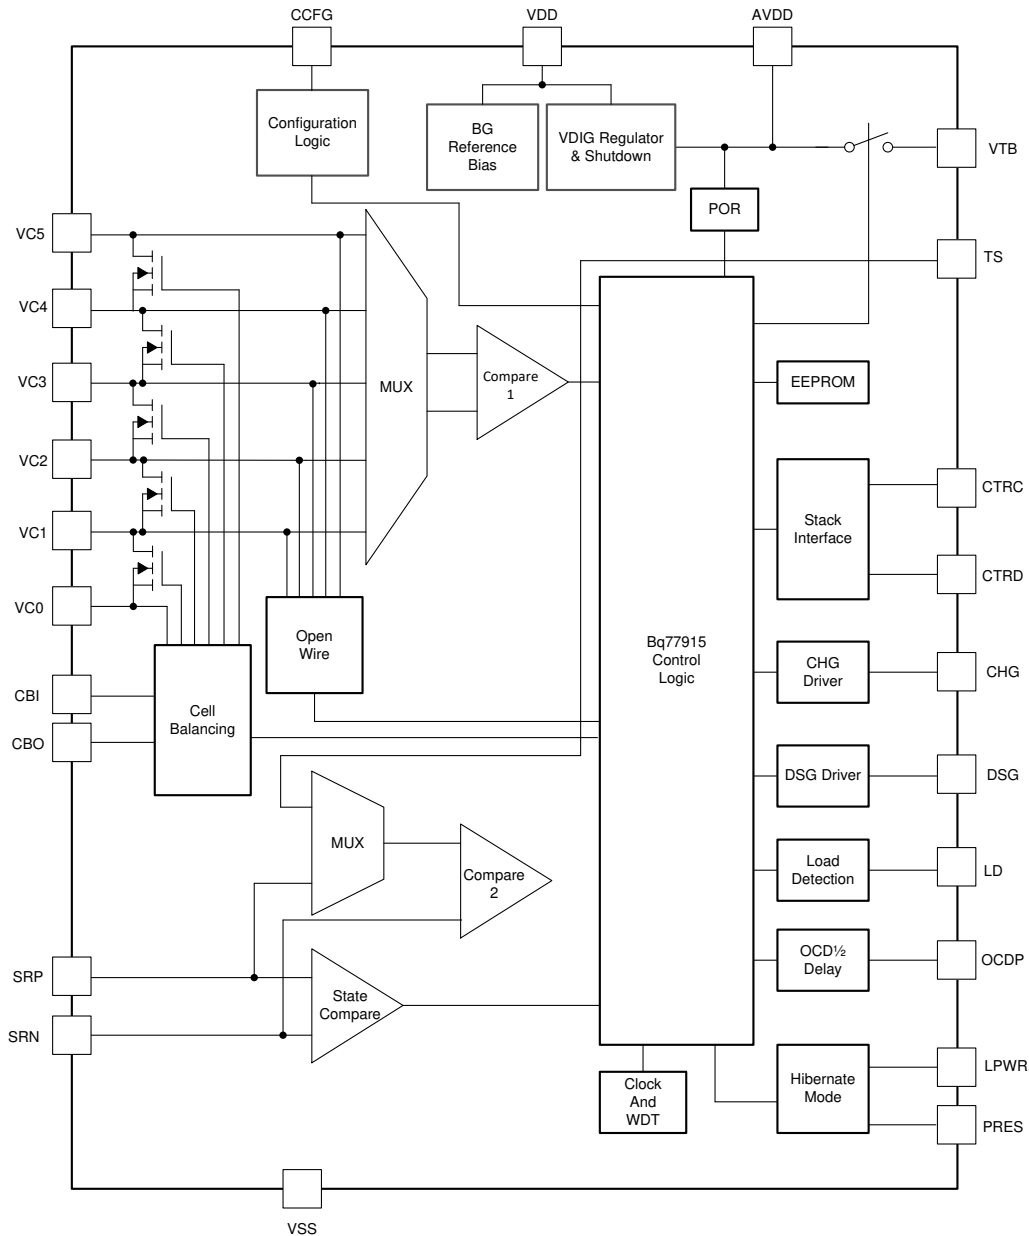 CCFG
VDD
AVDD
Configuration
Logic
BG
Reference
Bias
VDIG Regulator
& Shutdown
VTB
POR
VC5
TS
VC4
VC3
MUX
Compare
1
EEPROM
VC2
CTRC
VC1
Stack
Interface
CTRD
VC0
Open
Wire
Bq77915
Control
Logic
CHG
Driver
CHG
CBI
Cell
Balancing
CBO
DSG Driver
DSG
MUX
Compare
2
Load
Detection
LD
SRP
OCD½
Delay
OCDP
State
Compare
SRN
LPWR
Hibernate
Mode
Clock
And
WDT
PRES
VSS